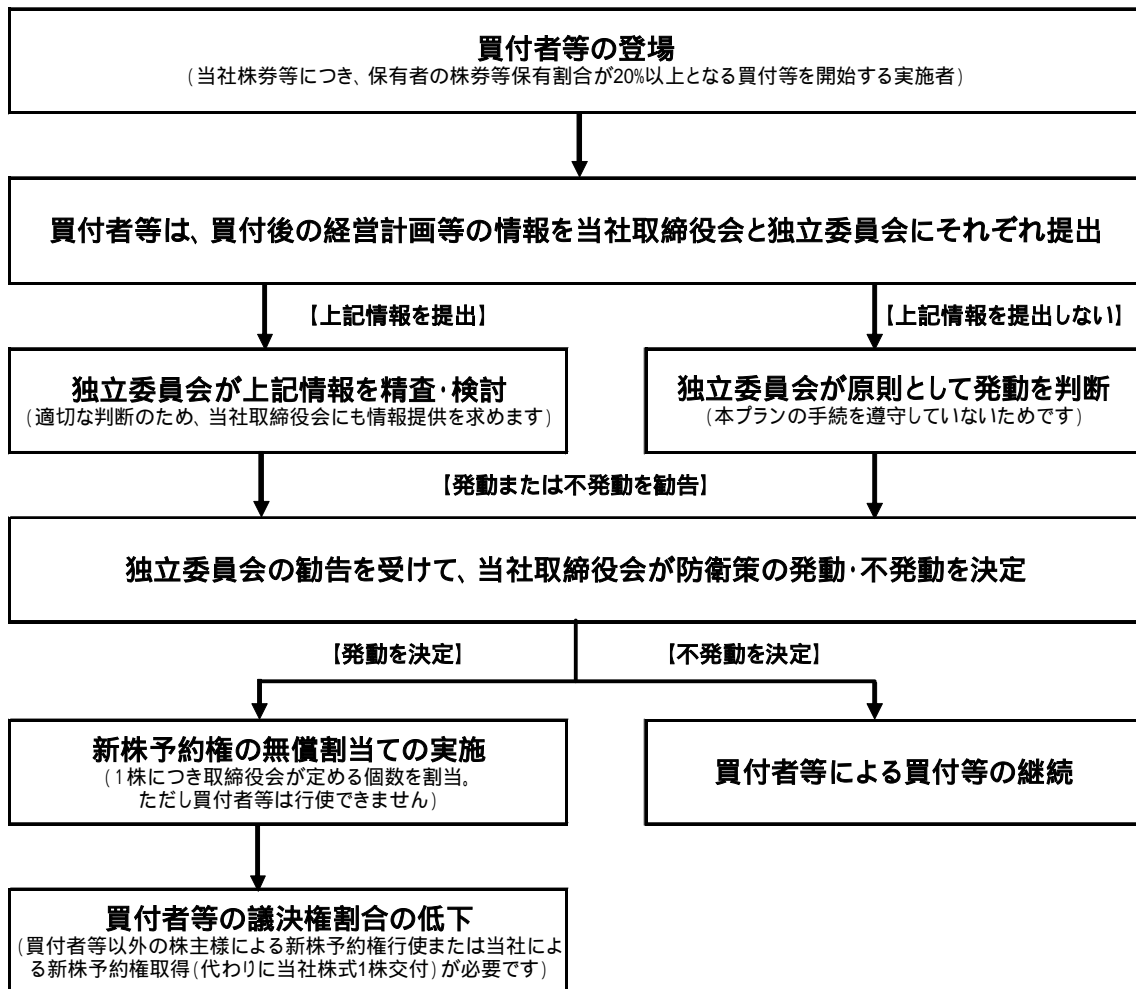 買付者等の登場
(当社株券等につき、保有者の株券等保有割合が20%以上となる買付等を開始する実施者)
買付者等は、買付後の経営計画等の情報を当社取締役会と独立委員会にそれぞれ提出
【上記情報を提出】
【上記情報を提出しない】
独立委員会が上記情報を精査・検討
(適切な判断のため、当社取締役会にも情報提供を求めます)
独立委員会が原則として発動を判断
(本プランの手続を遵守していないためです)
【発動または不発動を勧告】
独立委員会の勧告を受けて、当社取締役会が防衛策の発動・不発動を決定
【発動を決定】
【不発動を決定】
新株予約権の無償割当ての実施
(1株につき取締役会が定める個数を割当。
ただし買付者等は行使できません)
買付者等による買付等の継続
買付者等の議決権割合の低下
(買付者等以外の株主様による新株予約権行使または当社によ
る新株予約権取得(代わりに当社株式1株交付)が必要です)